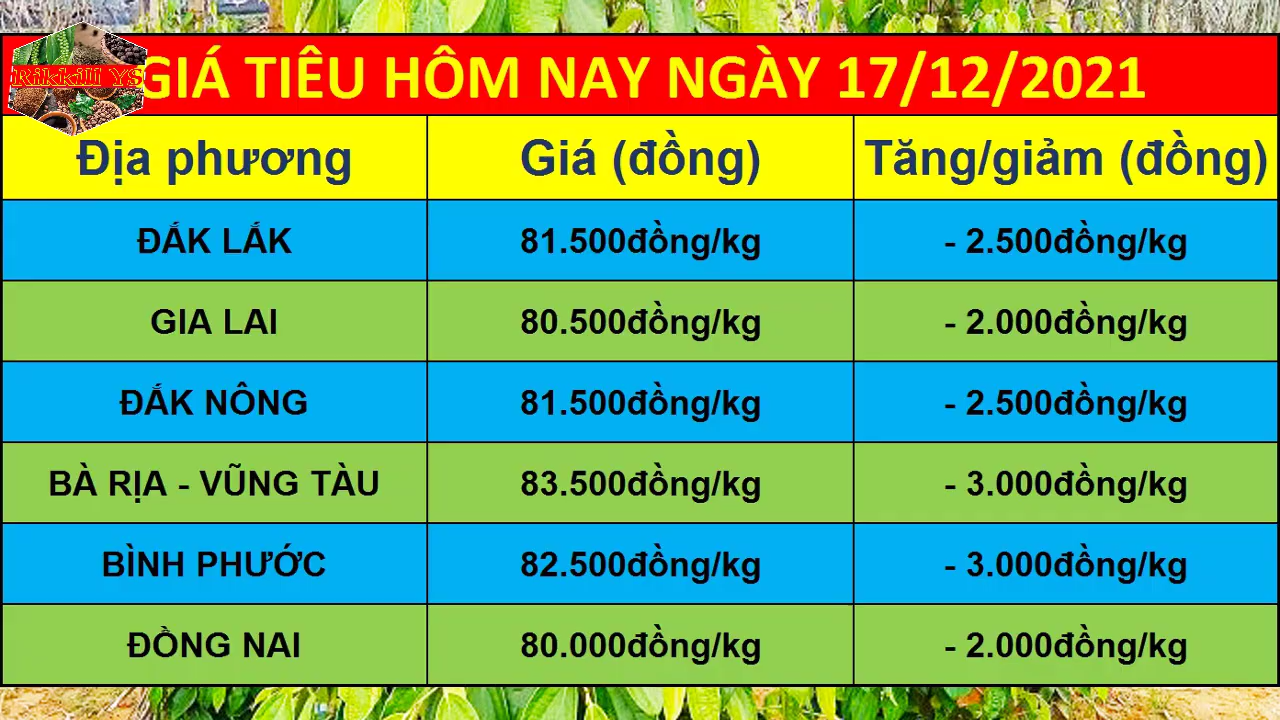 Rikkill YS
GIÁ TIÊU HÔM NAY NGÀY 17/12/2021
Địa phương Giá (đồng) Tăng/giảm (đồng)
ĐẮK LẮK 81.500đồng/kg - 2.500đồng/kg
GIA LAI 80.500đồng/kg - 2.000đồng/kg
ĐẮK NÔNG 81.500đồng/kg - 2.500đồng/kg
BÀ RỊA - VŨNG TÀU 83.500đồng/kg - 3.000đồng/kg
BÌNH PHƯỚC 82.500đồng/kg - 3.000đồng/kg
ĐỒNG NAI 80.000đồng/kg - 2.000đồng/kg